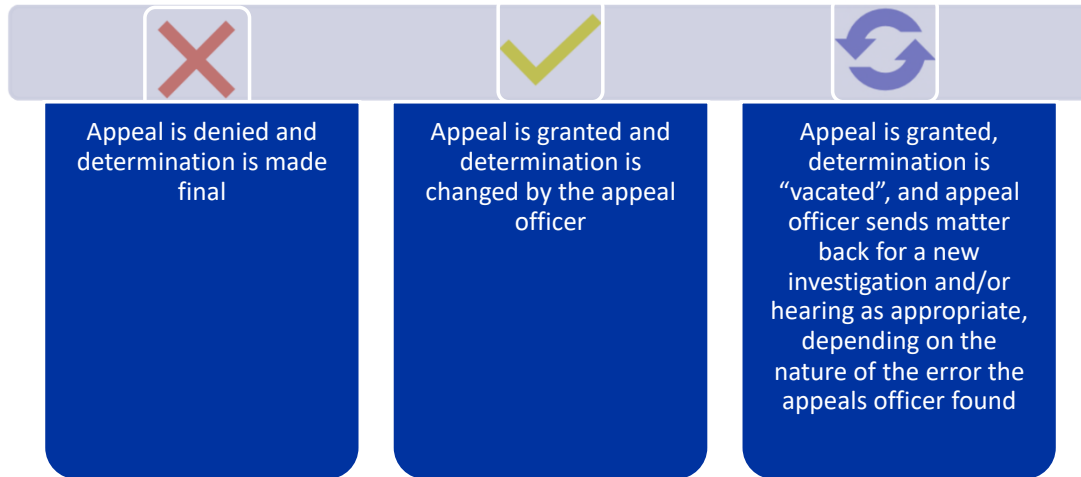 Appeal is denied and
determination is made
final
Appeal is granted and
determination is
changed by the appeal
officer
Appeal is granted,
determination is
“vacated”, and appeal
officer sends matter
back for a new
investigation and/or
hearing as appropriate,
depending on the
nature of the error the
appeals officer found